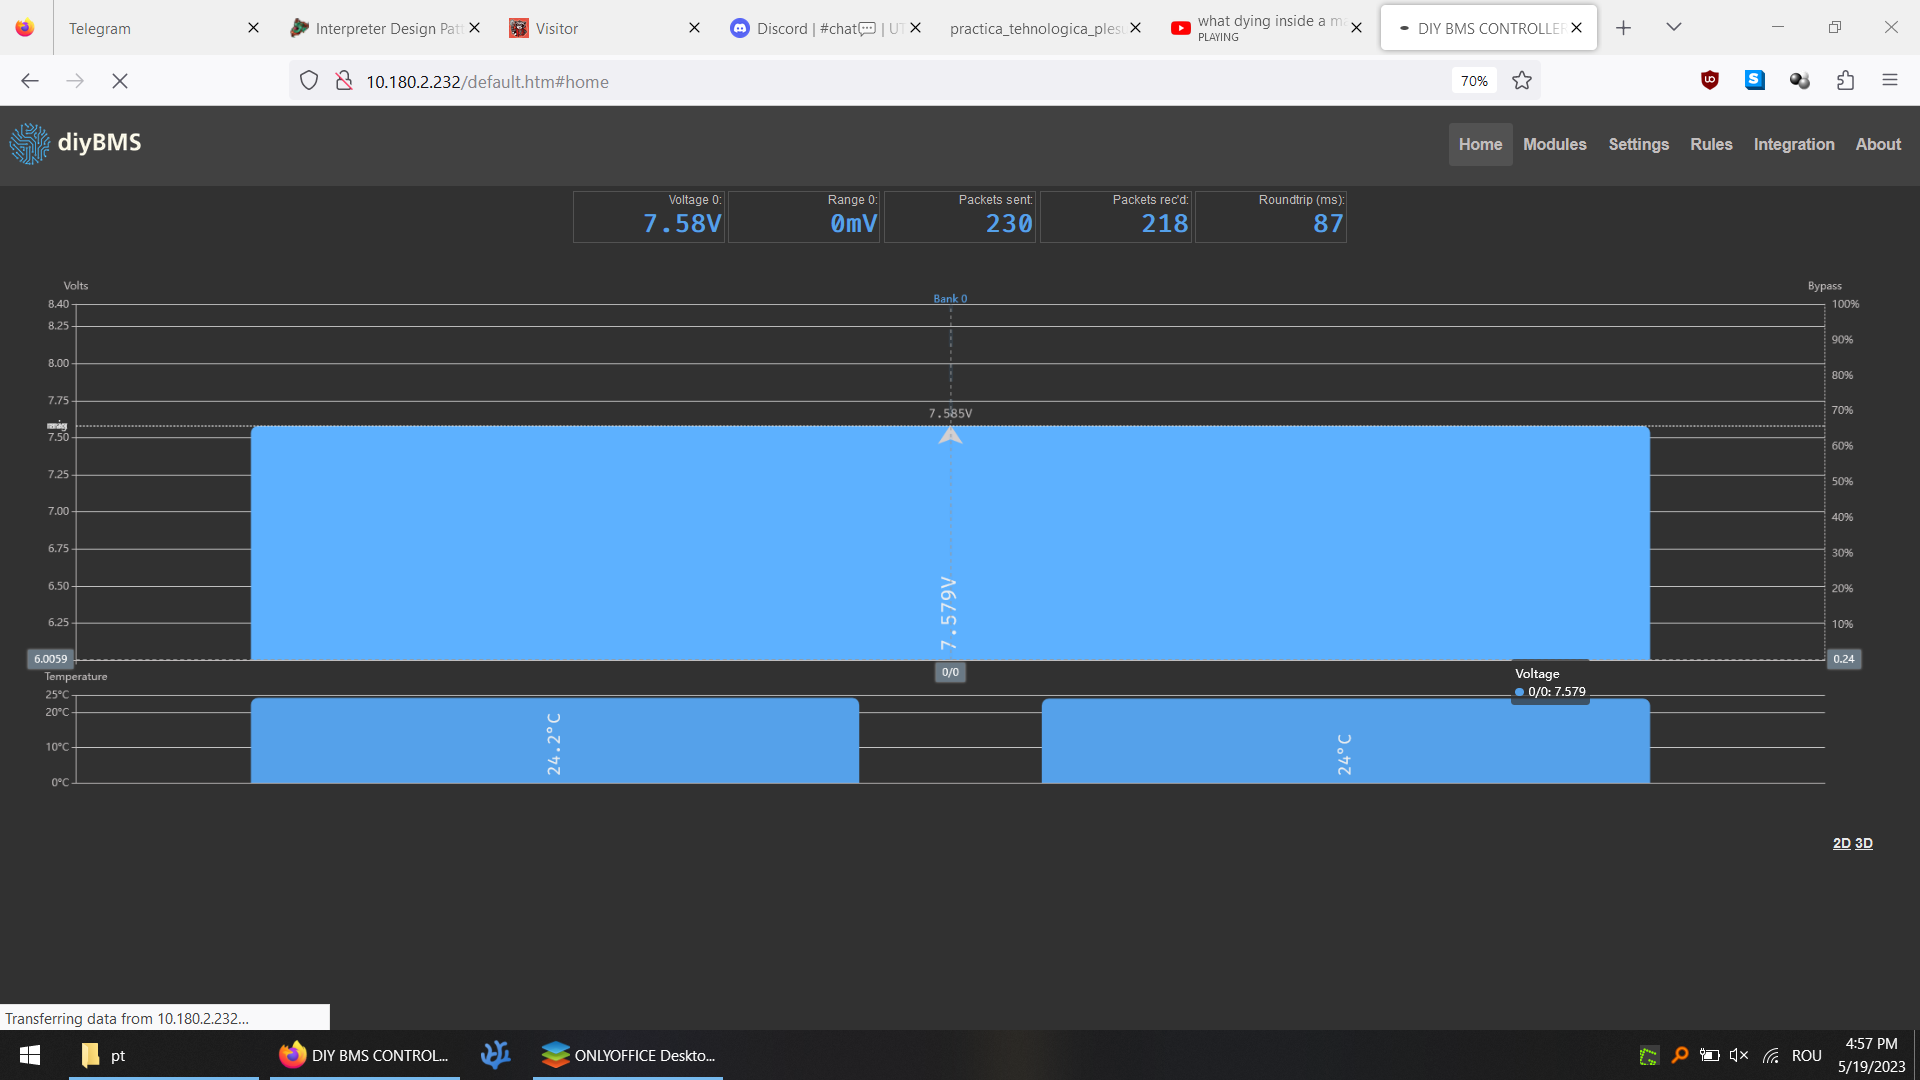 Telegram
Interpreter Design Patt
Visitor
Discord | #chat💬 | UT
practica_tehnologica_plesu
what dying inside a ma
PLAYING
DIY BMS CONTROLLER
10.180.2.232/default.htm#home
70%
diyBMS
Home
Modules
Settings
Rules
Integration
About
Voltage 0:
7.58V
Range 0:
0mV
Packets sent:
230
Packets rec'd:
218
Roundtrip (ms):
87
Volts
Bypass
Bank 0
8.40
8.25
8.00
7.75
7.50
7.25
7.00
6.75
6.50
6.25
6.0059
100%
90%
80%
70%
60%
50%
40%
30%
20%
10%
0.24
7.585V
7.579V
0/0
Temperature
25°C
20°C
10°C
0°C
24.2°C
24°C
Voltage
0/0: 7.579
2D 3D
Transferring data from 10.180.2.232...
pt
DIY BMS CONTROL...
ONLYOFFICE Deskto...
ROU
4:57 PM
5/19/2023